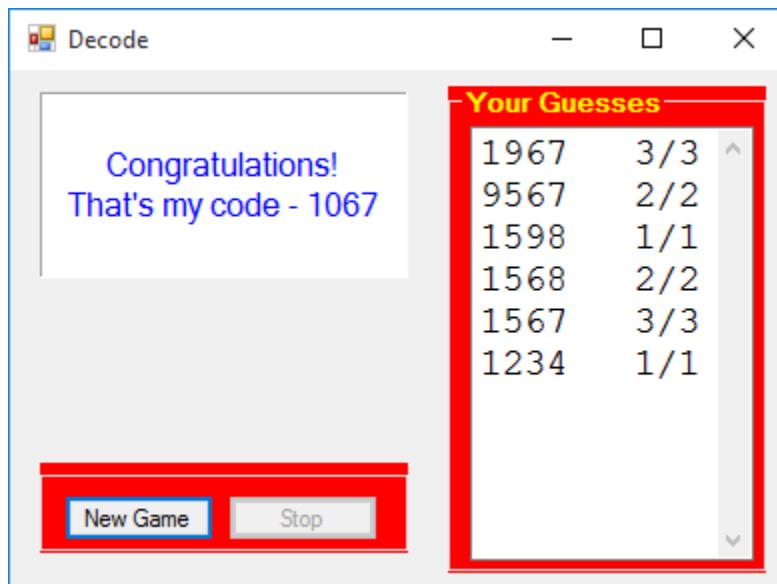 Decode
Congratulations!
That's my code - 1067
New Game
Stop
Your Guesses
1967 3/3
9567 2/2
1598 1/1
1568 2/2
1567 3/3
1234 1/1